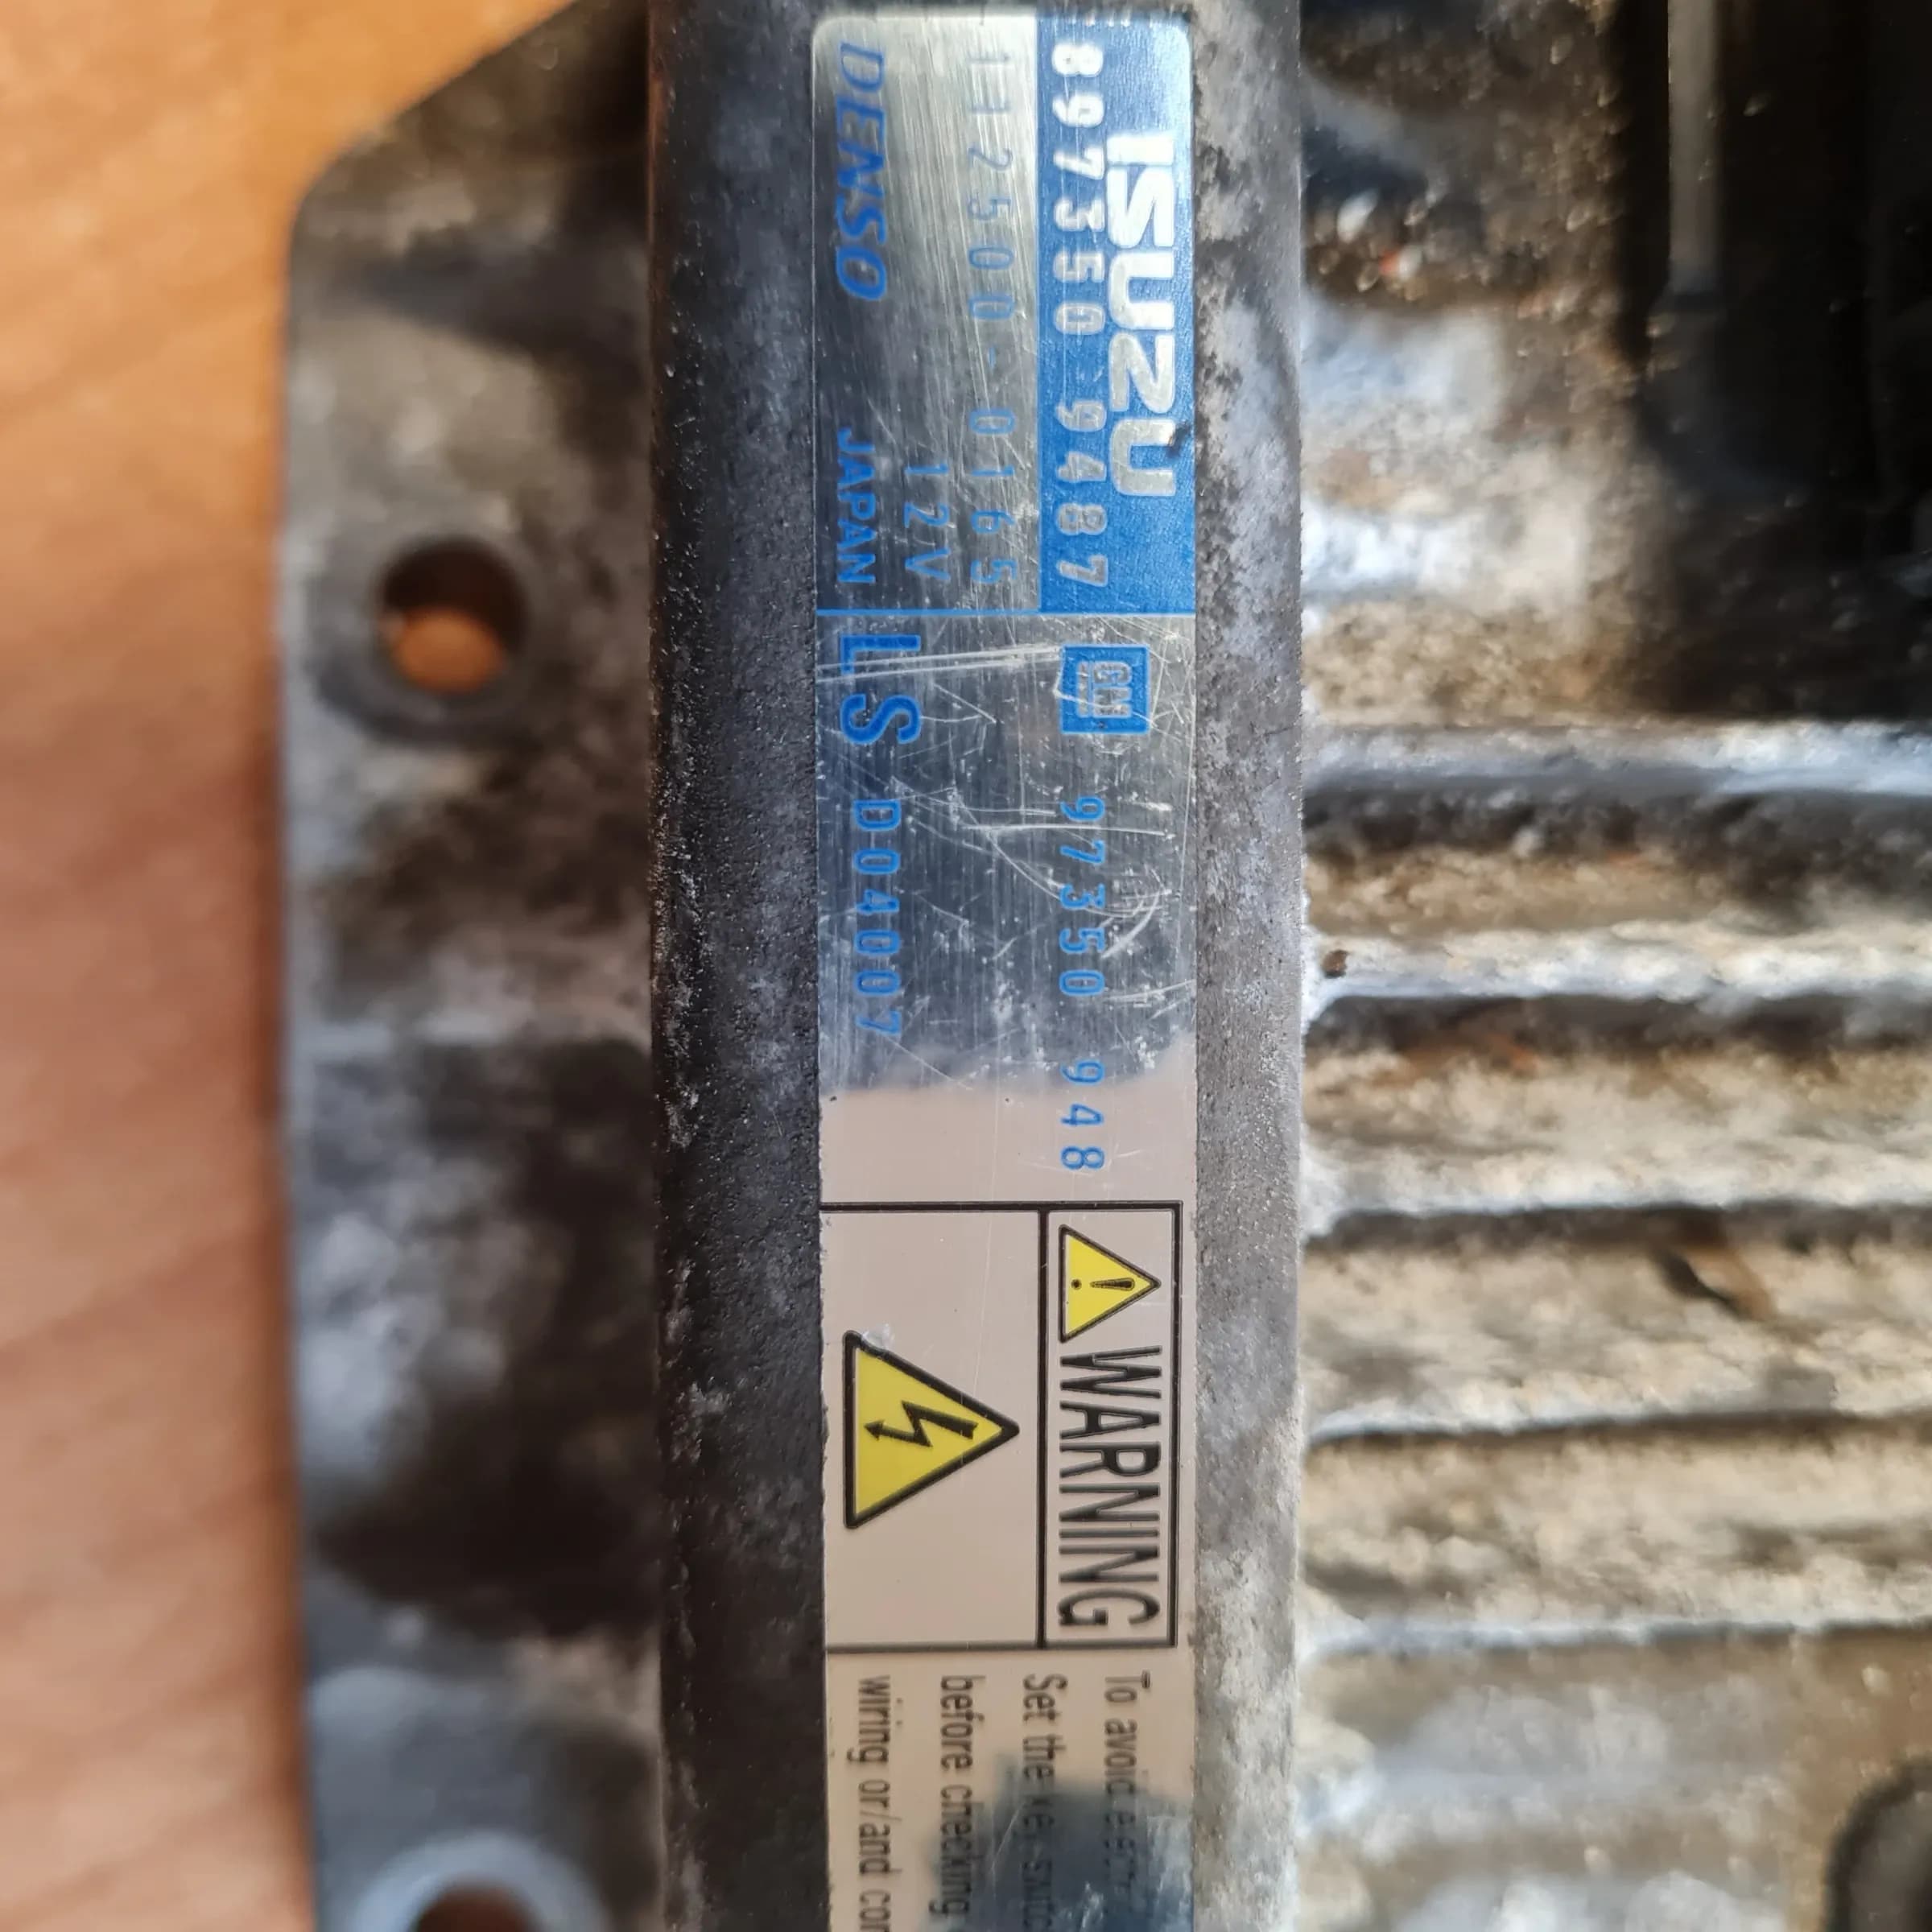 ISUZU
897350 9487
112500-0165
12V
DENSO JAPAN
GM
97350 948
LS D04007
WARNING
To avoid
Set the
before checking
wiring or/and